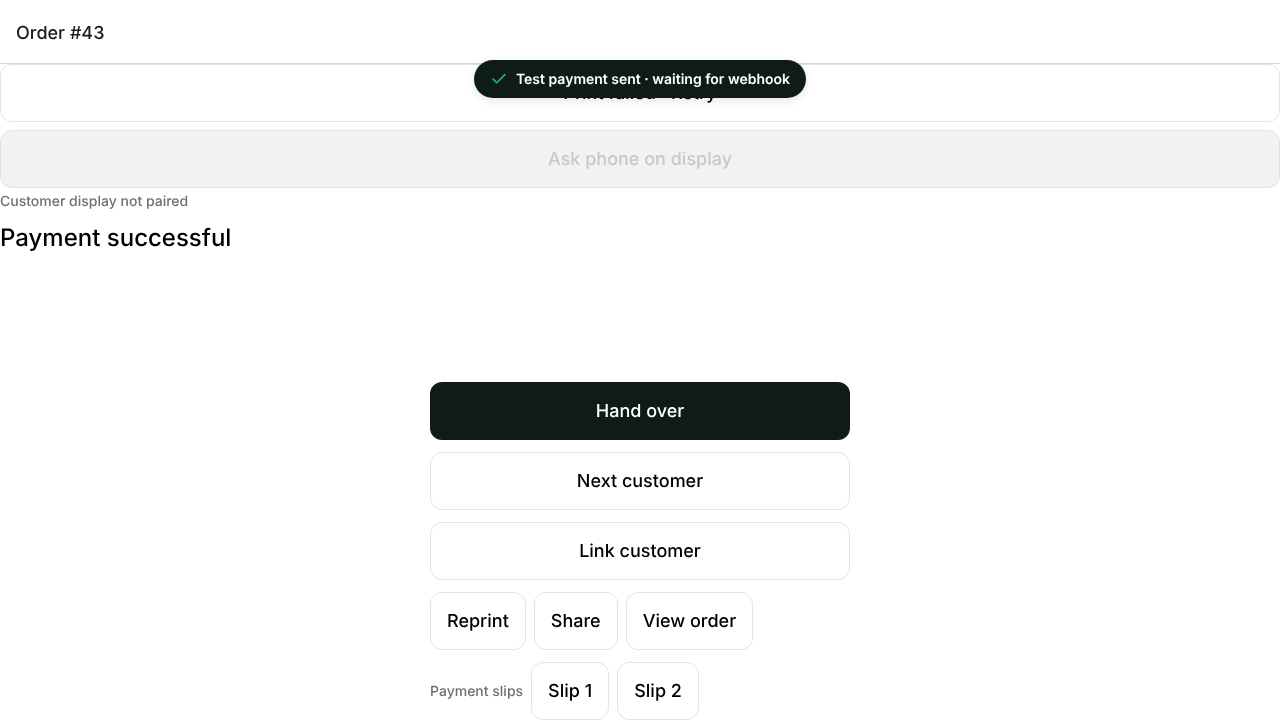 Order #43
Test payment sent · waiting for webhook
Ask phone on display
Customer display not paired
Payment successful
Hand over
Next customer
Link customer
Reprint
Share
View order
Payment slips
Slip 1
Slip 2